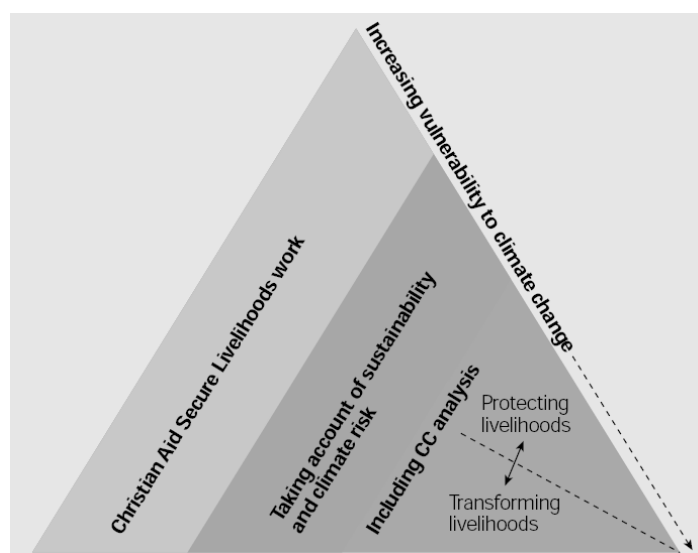 Increasing vulnerability to climate change
Christian Aid Secure Livelihoods work
Taking account of sustainability
and climate risk
Including CC analysis
Protecting
livelihoods
Transforming
livelihoods